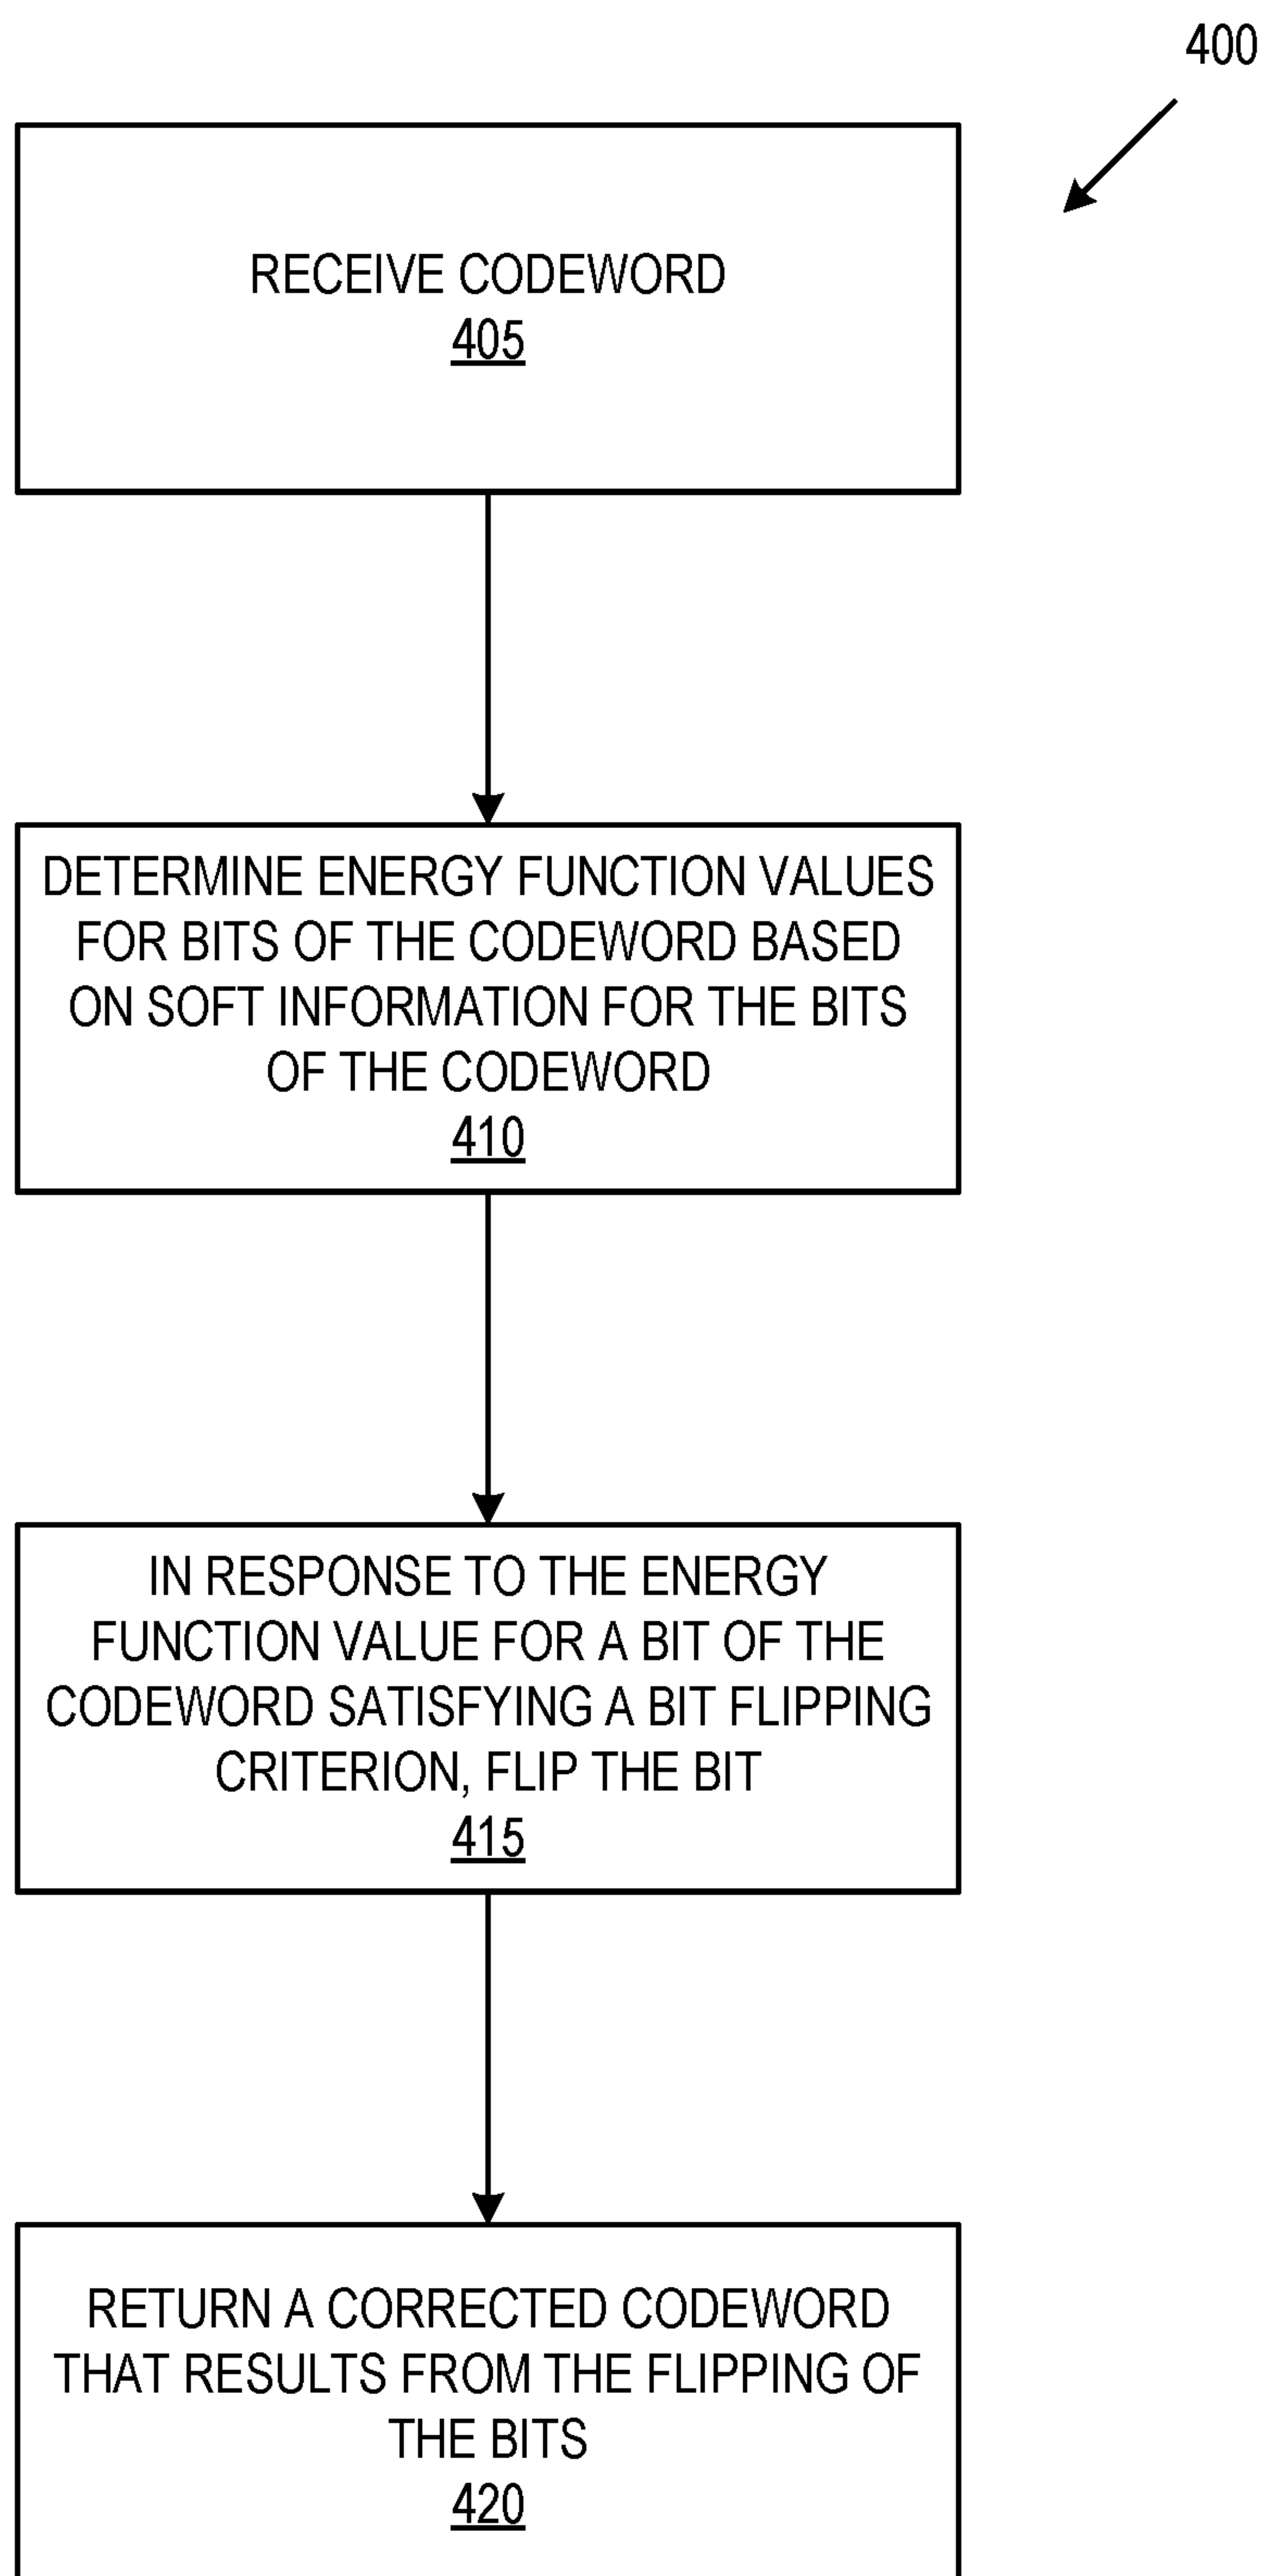 400
RECEIVE CODEWORD
405
DETERMINE ENERGY FUNCTION VALUES
FOR BITS OF THE CODEWORD BASED
ON SOFT INFORMATION FOR THE BITS
OF THE CODEWORD
410
IN RESPONSE TO THE ENERGY
FUNCTION VALUE FOR A BIT OF THE
CODEWORD SATISFYING A BIT FLIPPING
CRITERION, FLIP THE BIT
415
RETURN A CORRECTED CODEWORD
THAT RESULTS FROM THE FLIPPING OF
THE BITS
420